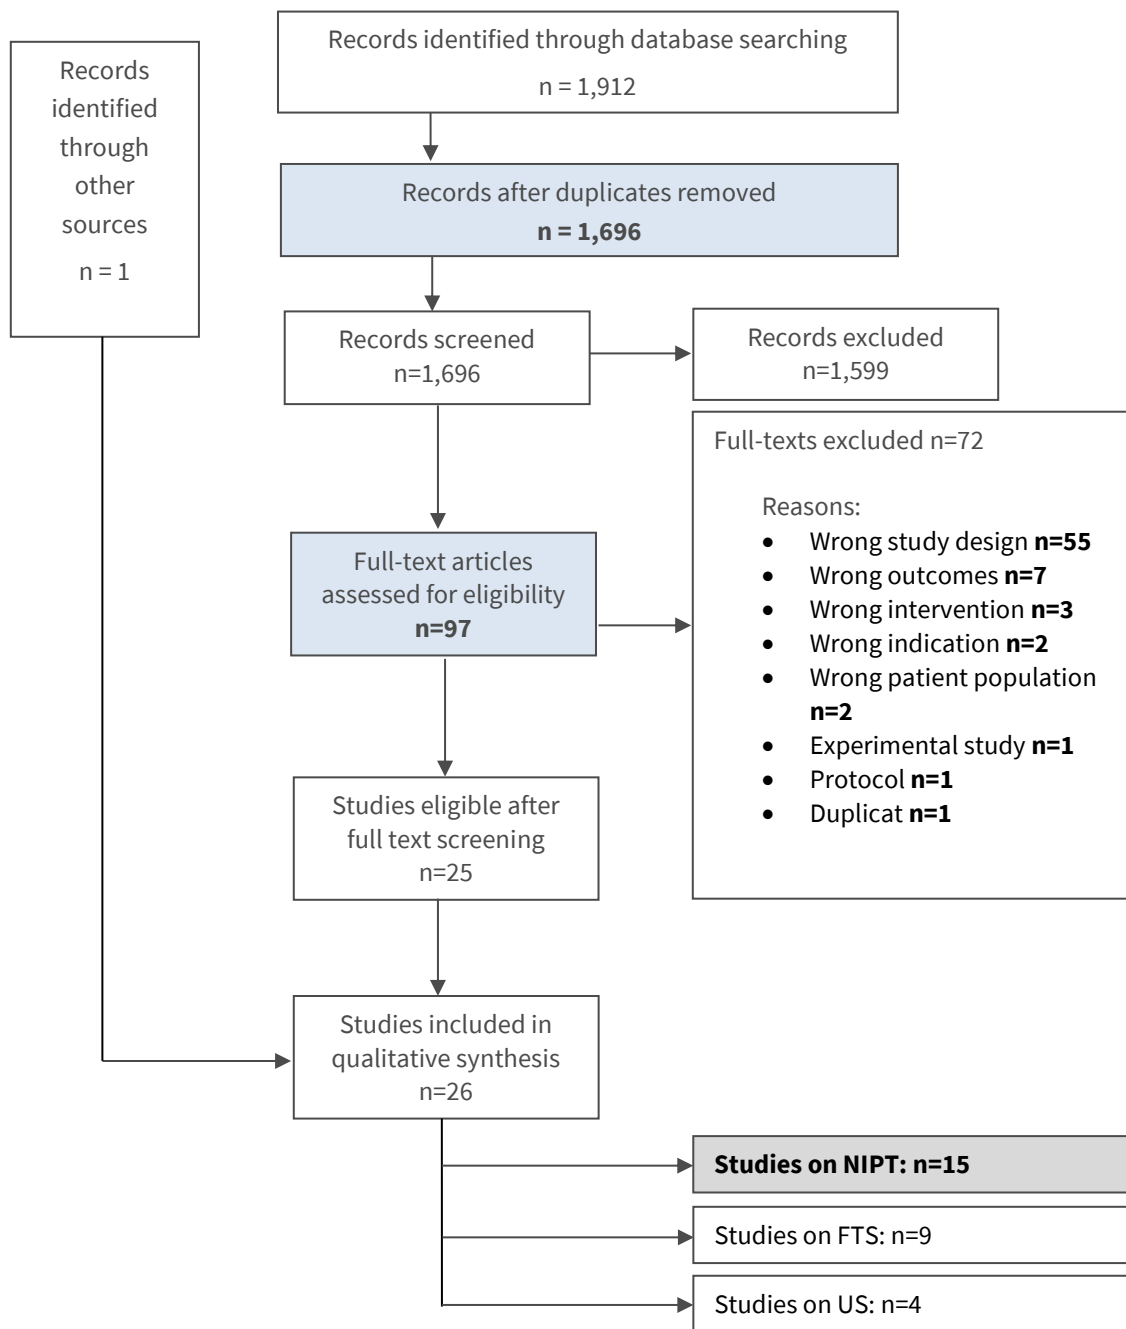 Records identified through database searching
n = 1,912
Records
identified
through
other
sources
n = 1
Records after duplicates removed
n = 1,696
Records screened
n=1,696
Records excluded
n=1,599
Full-texts excluded n=72
Reasons:
• Wrong study design n=55
• Wrong outcomes n=7
• Wrong intervention n=3
• Wrong indication n=2
• Wrong patient population
n=2
• Experimental study n=1
• Protocol n=1
• Duplicat n=1
Full-text articles
assessed for eligibility
n=97
Studies eligible after
full text screening
n=25
Studies included in
qualitative synthesis
n=26
Studies on NIPT: n=15
Studies on FTS: n=9
Studies on US: n=4